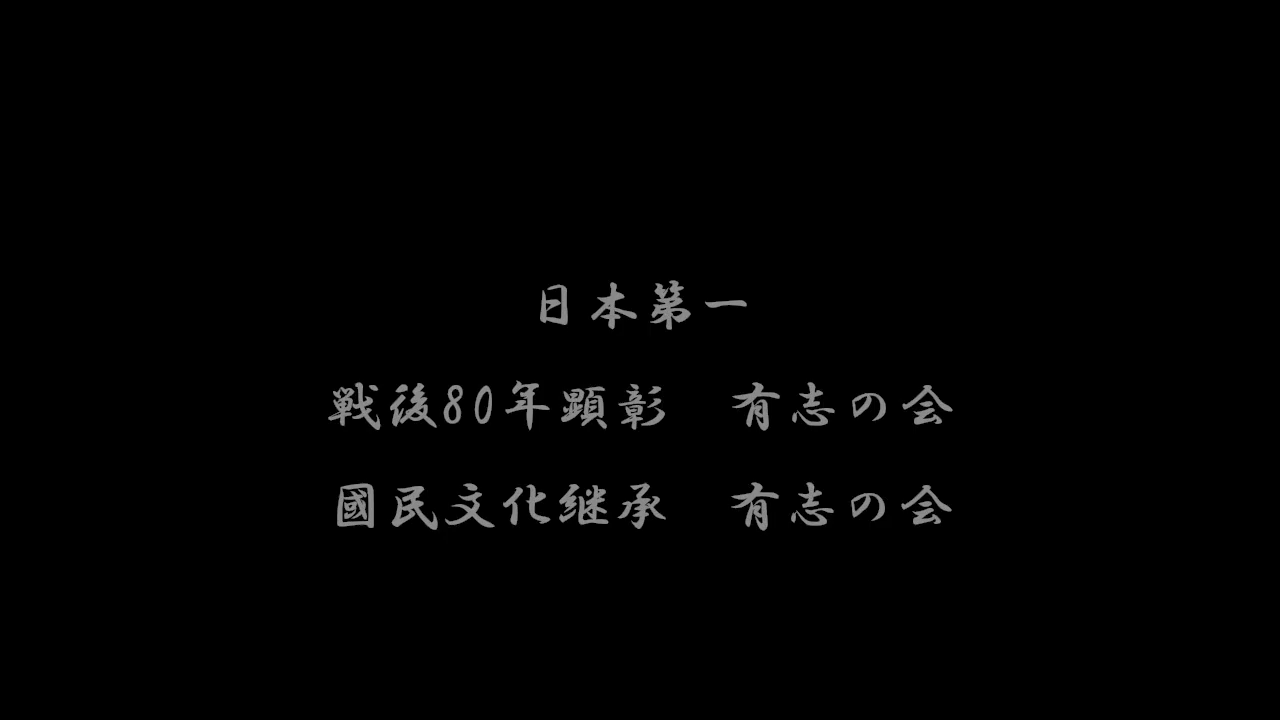 日本第一
戦後80年顕彰　有志の会
國民文化継承　有志の会